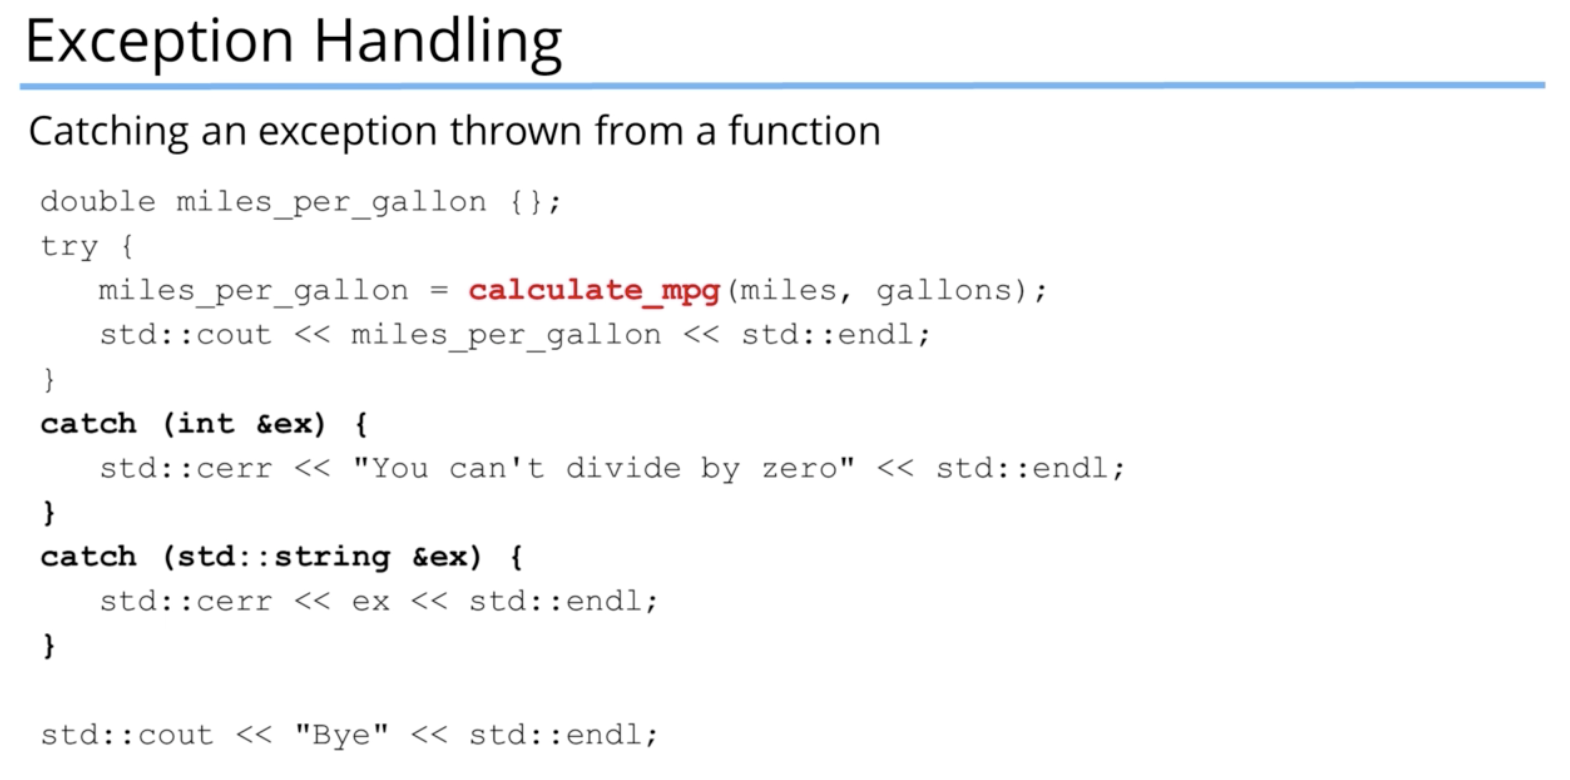 Exception Handling
Catching an exception thrown from a function
double miles_per_gallon {};
try {
   miles_per_gallon = calculate_mpg(miles, gallons);
   std::cout << miles_per_gallon << std::endl;
}
catch (int &ex) {
   std::cerr << "You can't divide by zero" << std::endl;
}
catch (std::string &ex) {
   std::cerr << ex << std::endl;
}
std::cout << "Bye" << std::endl;